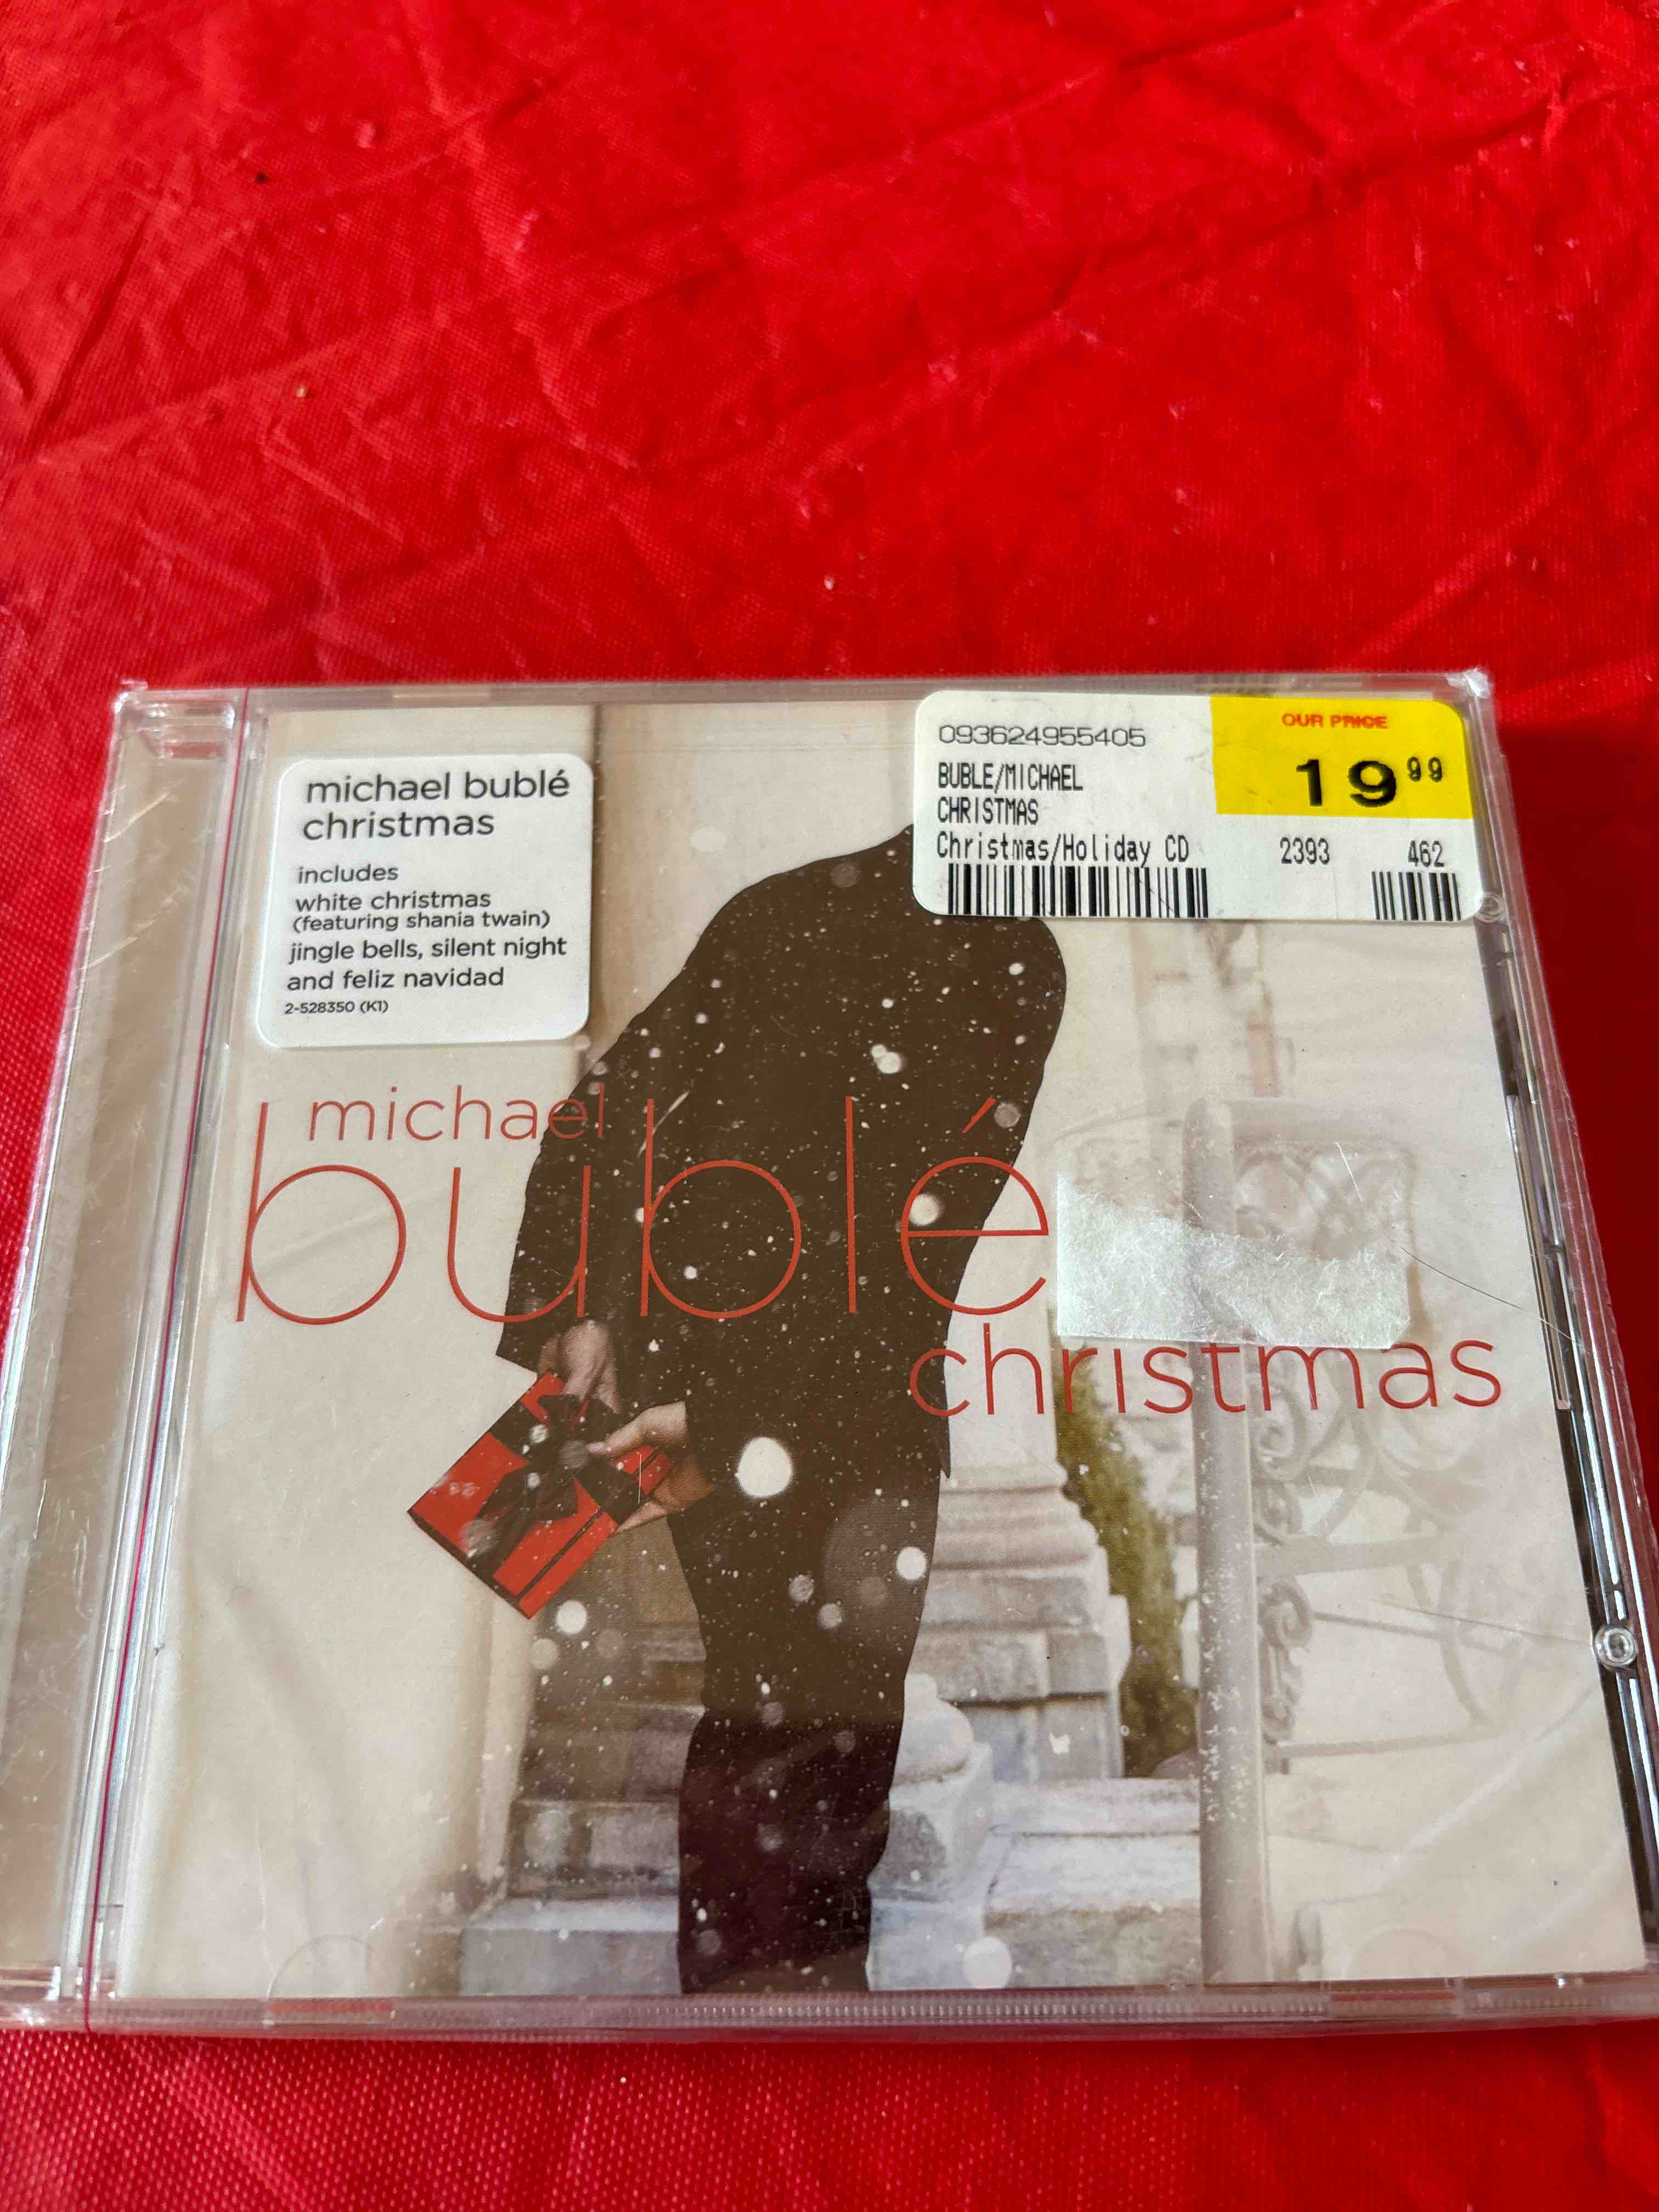 michael bublé
christmas
includes
white christmas
(featuring shania twain)
jingle bells, silent night
and feliz navidad
2-528350 (K1)
093624955405
BUBLE/MICHAEL
CHRISTMAS
Christmas/Holiday CD
OUR PRICE
19 99
2393 462
michael
bublé
christmas